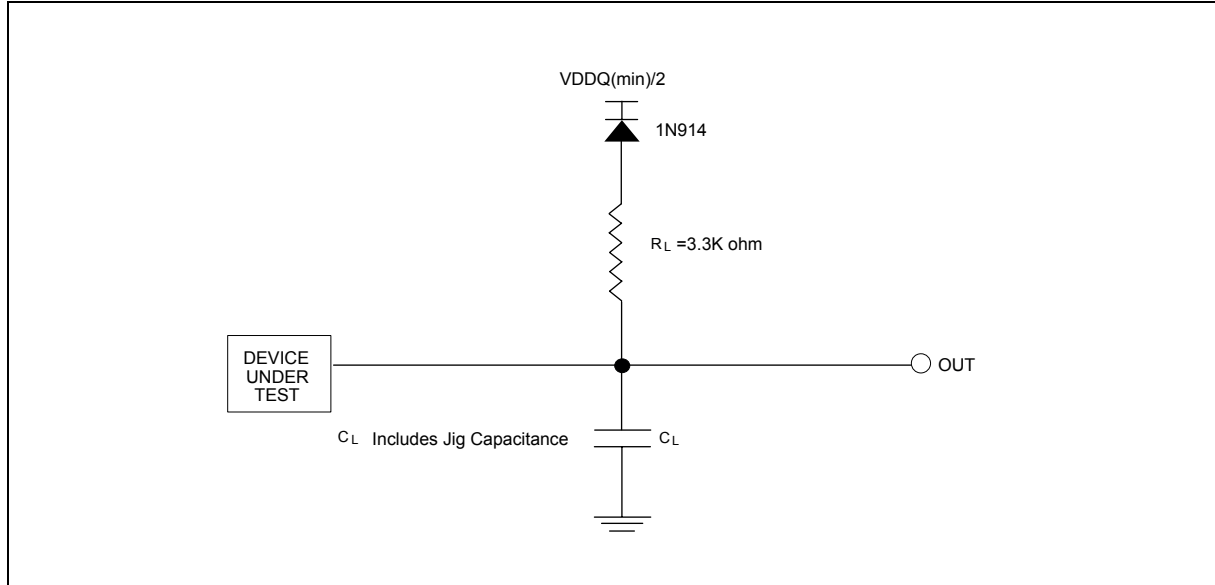 VDDQ(min)/2
1N914
RL =3.3K ohm
DEVICE
UNDER
TEST
OUT
CL Includes Jig Capacitance
CL